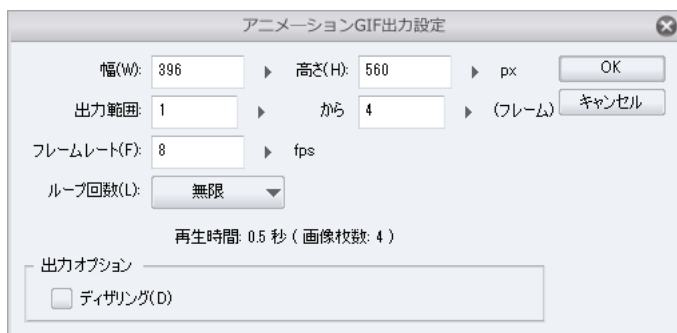 アニメーションGIF出力設定
幅(W): 396 高さ(H): 560 px OK
出力範囲: 1 から 4 (フレーム) キャンセル
フレームレート(F): 8 fps
ループ回数(L): 無限
再生時間: 0.5 秒 ( 画像枚数: 4 )
出力オプション
ディザリング(D)